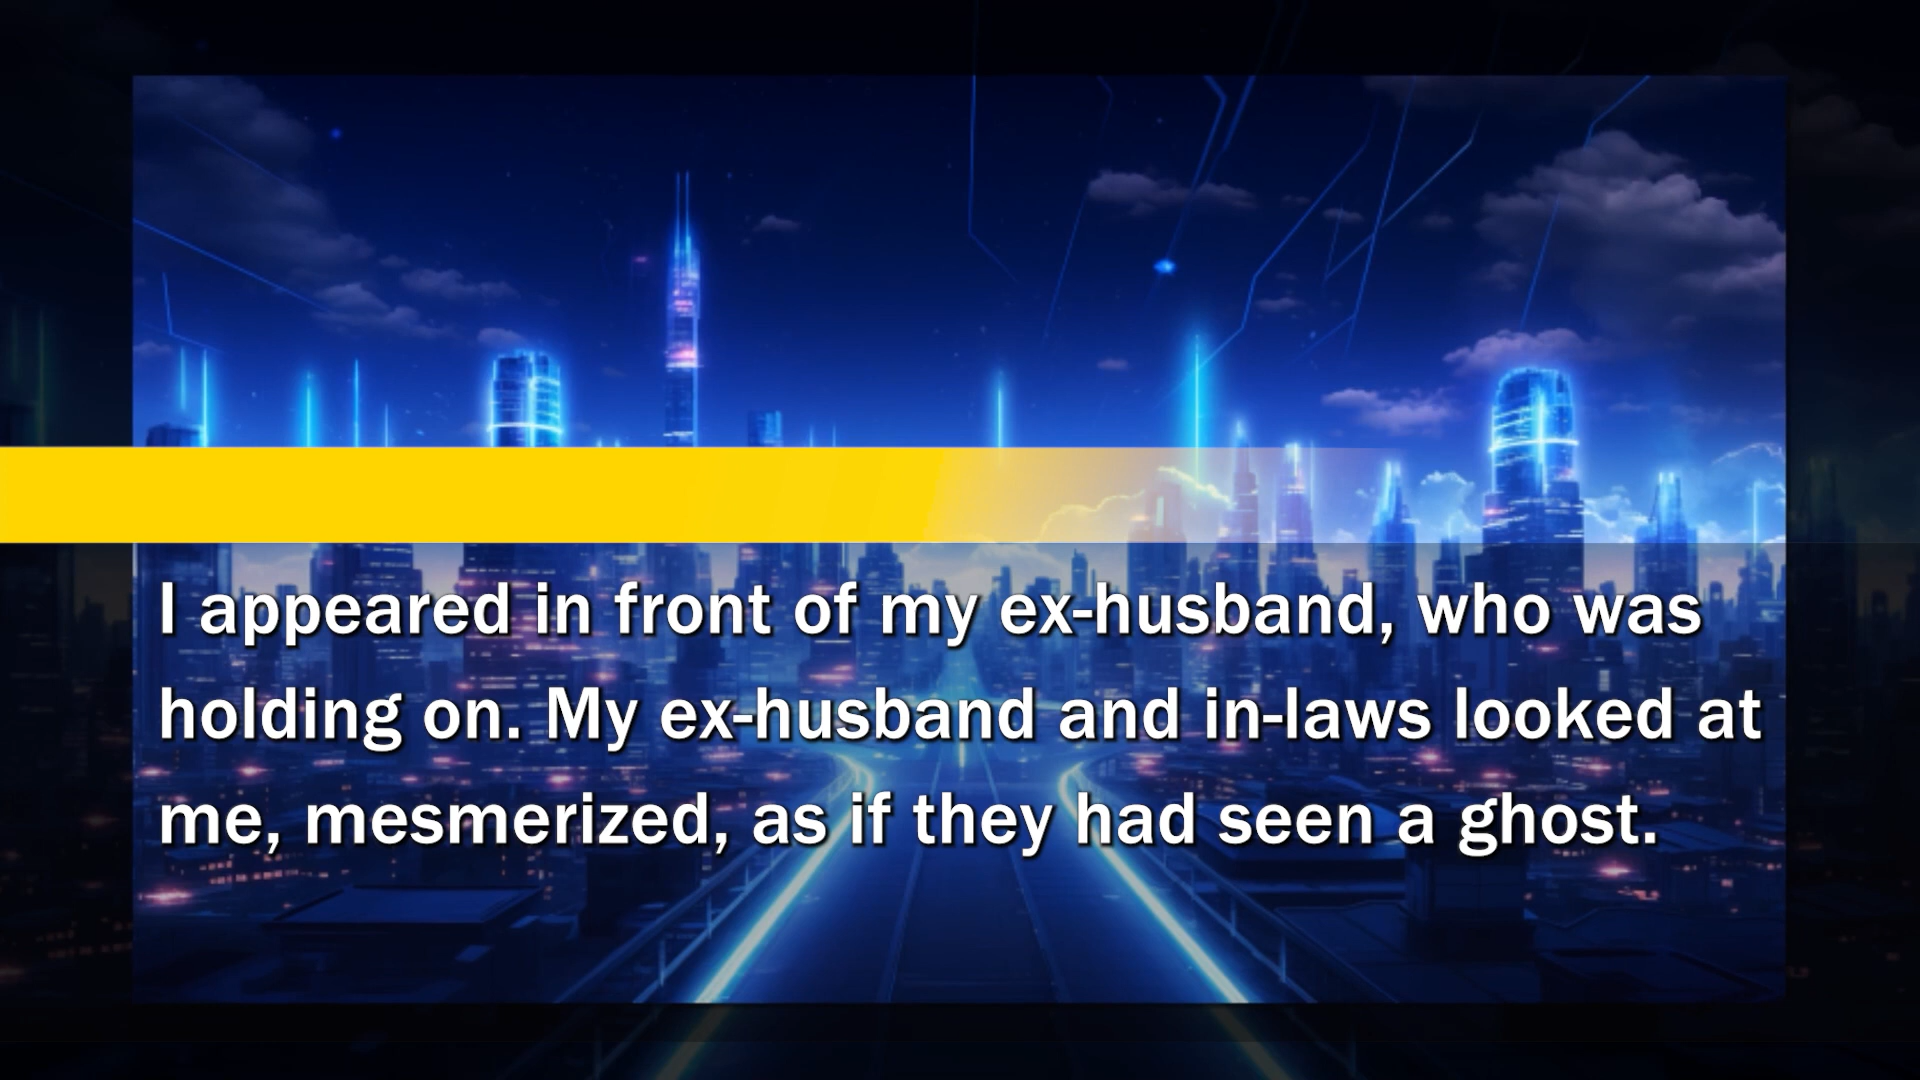 I appeared in front of my ex-husband, who was
holding on. My ex-husband and in-laws looked at
me, mesmerized, as if they had seen a ghost.